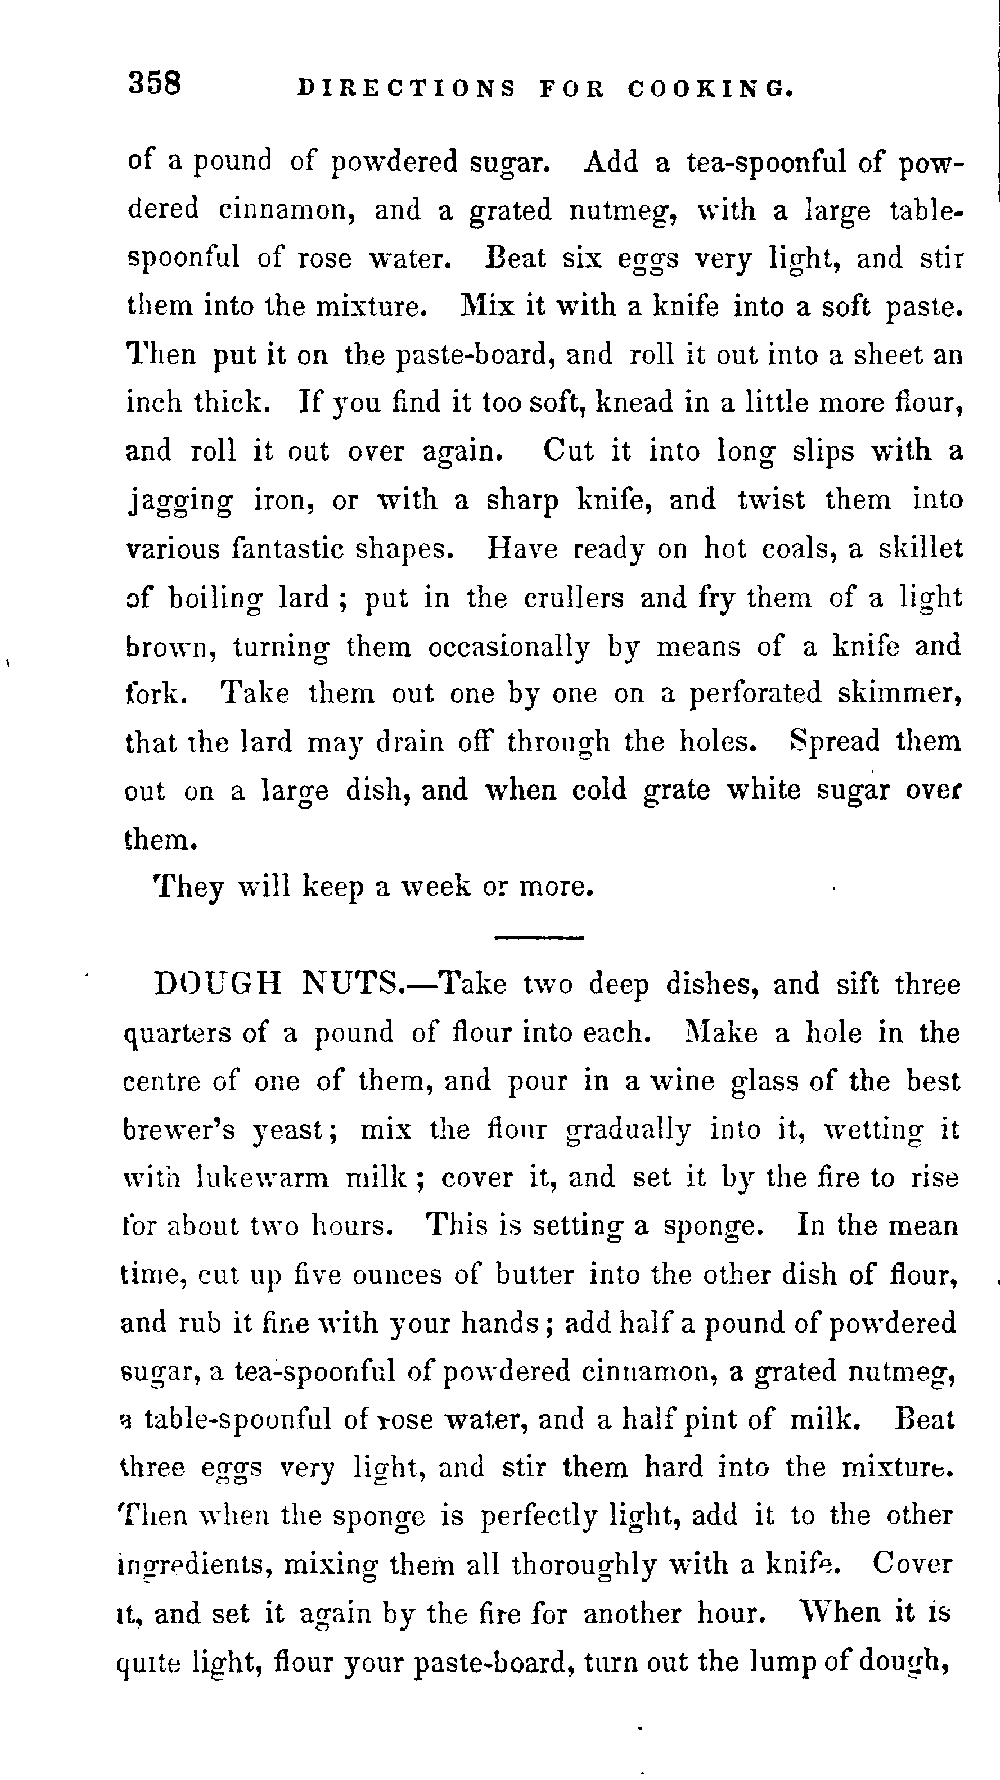 358 DIRECTIONS FOR COOKING.
of a pound of powdered sugar. Add a tea-spoonful of pow-
dered cinnamon, and a grated nutmeg, with a large table-
spoonful of rose water. Beat six eggs very light, and stir
them into the mixture. Mix it with a knife into a soft paste.
Then put it on the paste-board, and roll it out into a sheet an
inch thick. If you find it too soft, knead in a little more flour,
and roll it out over again. Cut it into long slips with a
jagging iron, or with a sharp knife, and twist them into
various fantastic shapes. Have ready on hot coals, a skillet
of boiling lard; put in the crullers and fry them of a light
brown, turning them occasionally by means of a knife and
fork. Take them out one by one on a perforated skimmer,
that the lard may drain off through the holes. Spread them
out on a large dish, and when cold grate white sugar over
them.
They will keep a week or more.
DOUGH NUTS.—Take two deep dishes, and sift three
quarters of a pound of flour into each. Make a hole in the
centre of one of them, and pour in a wine glass of the best
brewer's yeast; mix the flour gradually into it, wetting it
with lukewarm milk; cover it, and set it by the fire to rise
for about two hours. This is setting a sponge. In the mean
time, cut up five ounces of butter into the other dish of flour,
and rub it fine with your hands; add half a pound of powdered
sugar, a tea-spoonful of powdered cinnamon, a grated nutmeg,
a table-spoonful of rose water, and a half pint of milk. Beat
three eggs very light, and stir them hard into the mixture.
Then when the sponge is perfectly light, add it to the other
ingredients, mixing them all thoroughly with a knife. Cover
it, and set it again by the fire for another hour. When it is
quite light, flour your paste-board, turn out the lump of dough,